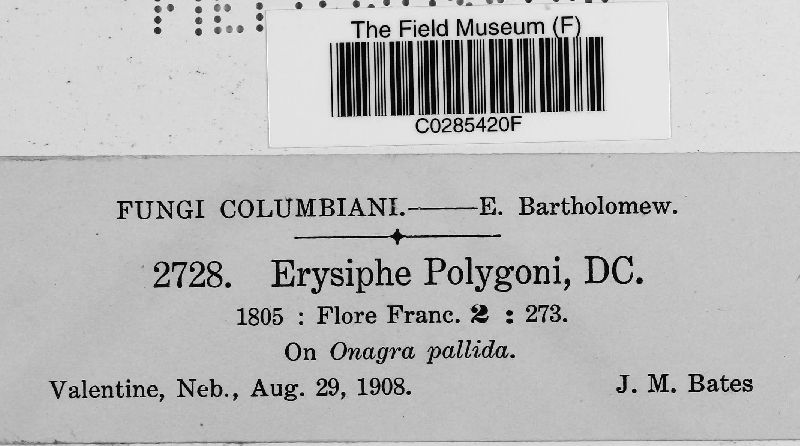 The Field Museum (F)
C0285420F
FUNGI COLUMBIANI.——E. Bartholomew.
2728. Erysiphe Polygoni, DC.
1805 : Flore Franc. 2 : 273.
On Onagra pallida.
Valentine, Neb., Aug. 29, 1908. J. M. Bates